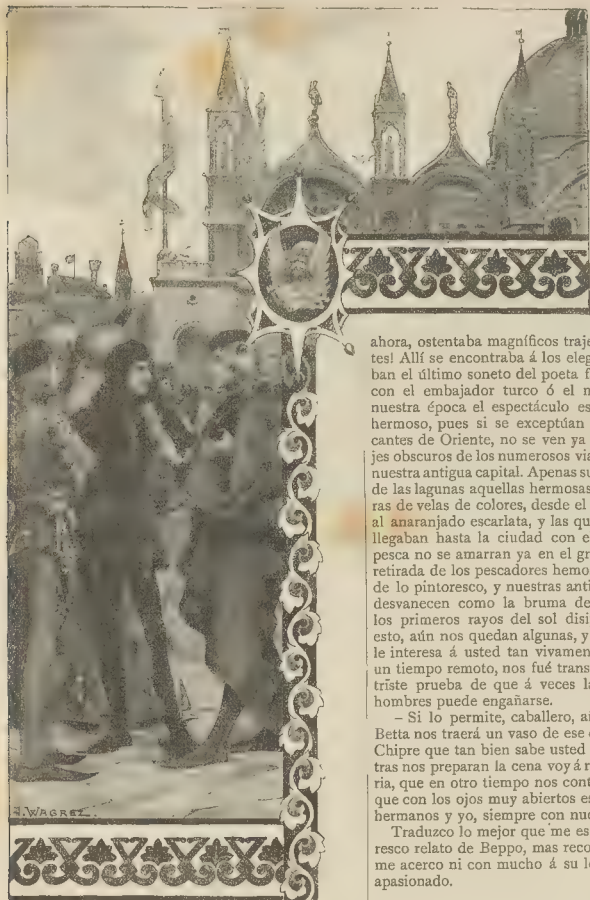 ahora, ostentaba magníficos traje
tes! Allí se encontraba á los eleg
ban el último soneto del poeta f
con el embajador turco ó el n
nuestra época el espectáculo es
hermoso, pues si se exceptúan
cantes de Oriente, no se ven ya
jes obscuros de los numerosos via
nuestra antigua capital. Apenas su
de las lagunas aquellas hermosas
ras de velas de colores, desde el
al anaranjado escarlata, y las qu
llegaban hasta la ciudad con e
pesca no se amarran ya en el gr
retirada de los pescadores hemo
de lo pintoresco, y nuestras anti
desvanecen como la bruma de
los primeros rayos del sol disi
esto, aún nos quedan algunas, y
le interesa á usted tan vivamen
un tiempo remoto, nos fué trans
triste prueba de que á veces la
hombres puede engañarse.
– Si lo permite, caballero, a
Betta nos traerá un vaso de ese
Chipre que tan bien sabe usted
tras nos preparan la cena voy á r
ria, que en otro tiempo nos cont
que con los ojos muy abiertos es
hermanos y yo, siempre con nue
Traduzco lo mejor que me es
resco relato de Beppo, mas reco
me acerco ni con mucho á su l
apasionado.
J. WAGREZ